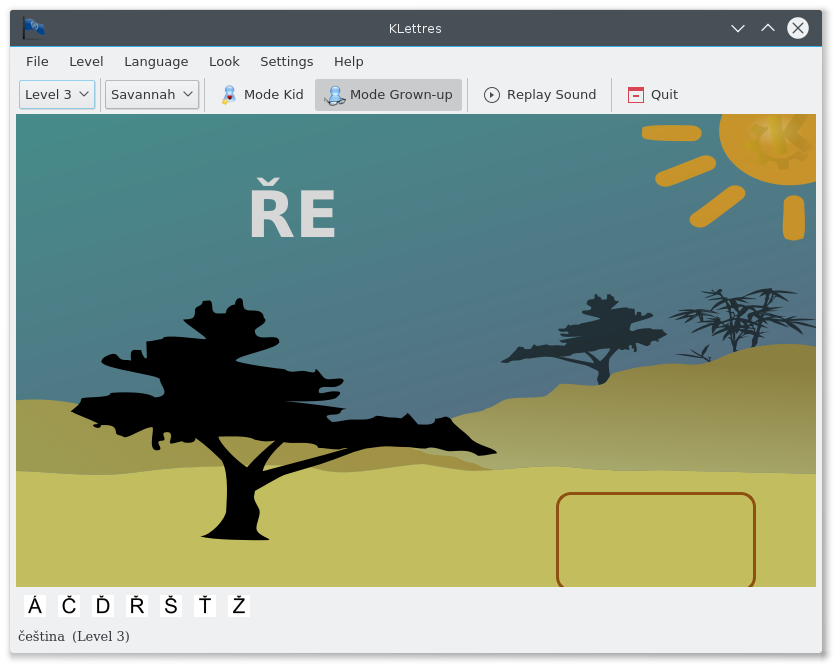 KLettres
File Level Language Look Settings Help
Level 3 Savannah Mode Kid Mode Grown-up Replay Sound Quit
ŘE
Á Č Ď Ř Š Ť Ž
čeština (Level 3)